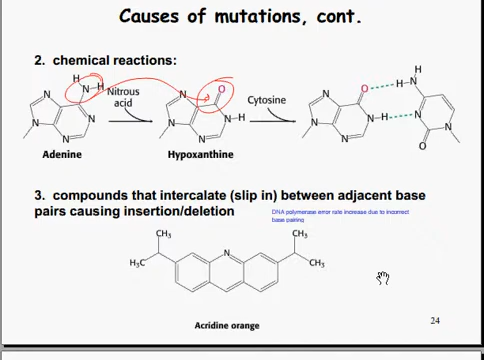 Causes of mutations, cont.
2. chemical reactions:
H
N
H
N
N
N
N
Adenine
Nitrous
acid
O
N
N
H
N
N
Hypoxanthine
Cytosine
O
N
N
H
N
N
H
H
N
N
N
O
3. compounds that intercalate (slip in) between adjacent base
pairs causing insertion/deletion
DNA polymerase error rate increase due to incorrect
base pairing
CH3
H3C
N
CH3
CH3
Acridine orange
24